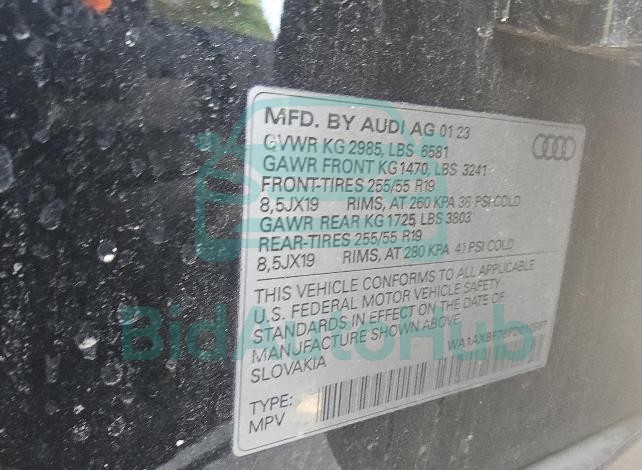 MFD. BY AUDI AG 01 23
GVWR KG 2985, LBS 6581
GAWR FRONT KG 1470, LBS 3241
FRONT-TIRES 255/55 R19
8,5JX19 RIMS, AT 260 KPA 38 PSI COLD
GAWR REAR KG 1725, LBS 3803
REAR-TIRES 255/55 R19
8,5JX19 RIMS, AT 280 KPA 41 PSI COLD
THIS VEHICLE CONFORMS TO ALL APPLICABLE
U.S. FEDERAL MOTOR VEHICLE SAFETY
STANDARDS IN EFFECT ON THE DATE OF
MANUFACTURE SHOWN ABOVE.
SLOVAKIA
TYPE:
MPV
BidAutoHub